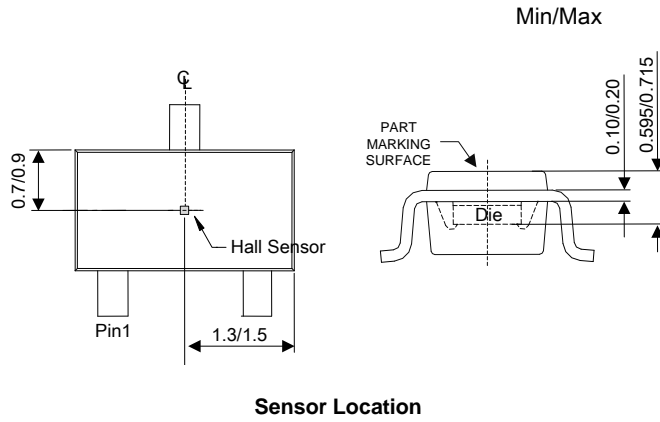 Min/Max
℄
0.7/0.9
Hall Sensor
Pin1
1.3/1.5
PART
MARKING
SURFACE
Die
0.10/0.20
0.595/0.715
Sensor Location